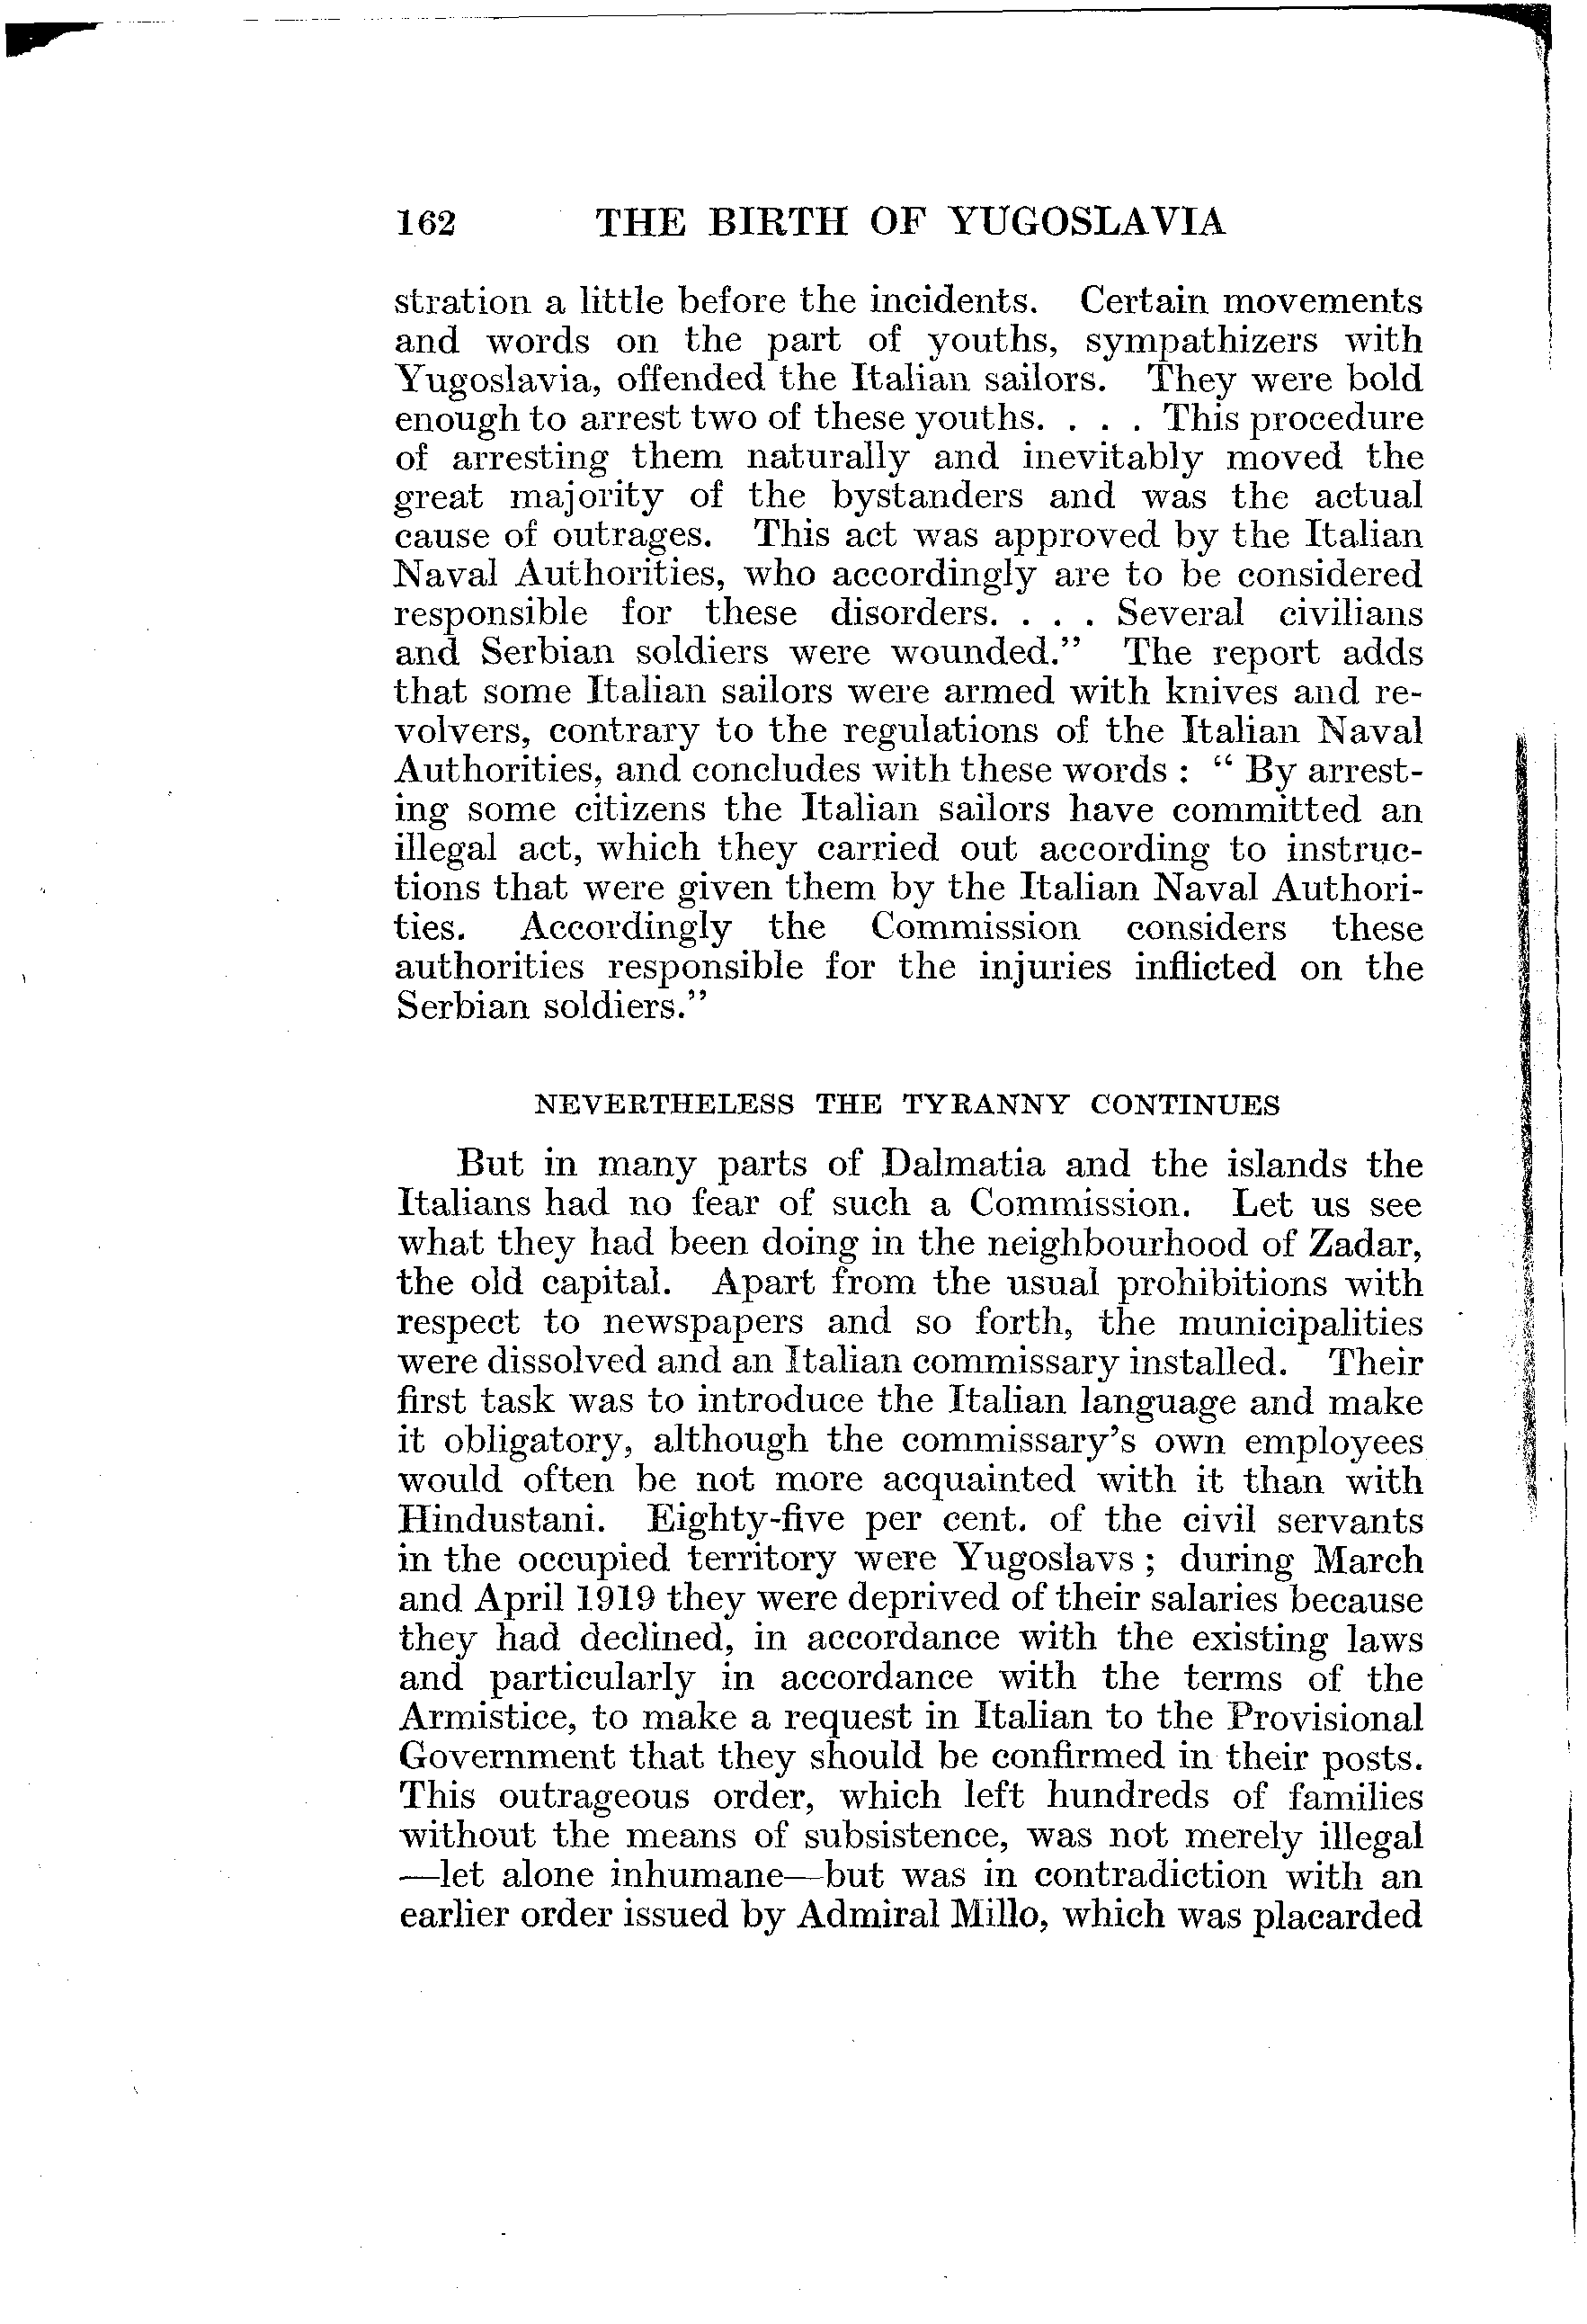 162 THE BIRTH OF YUGOSLAVIA
stration a little before the incidents. Certain movements
and words on the part of youths, sympathizers with
Yugoslavia, offended the Italian sailors. They were bold
enough to arrest two of these youths. . . . This procedure
of arresting them naturally and inevitably moved the
great majority of the bystanders and was the actual
cause of outrages. This act was approved by the Italian
Naval Authorities, who accordingly are to be considered
responsible for these disorders. . . . Several civilians
and Serbian soldiers were wounded.” The report adds
that some Italian sailors were armed with knives and re-
volvers, contrary to the regulations of the Italian Naval
Authorities, and concludes with these words : “ By arrest-
ing some citizens the Italian sailors have committed an
illegal act, which they carried out according to instruc-
tions that were given them by the Italian Naval Authori-
ties. Accordingly the Commission considers these
authorities responsible for the injuries inflicted on the
Serbian soldiers.”
NEVERTHELESS THE TYRANNY CONTINUES
But in many parts of Dalmatia and the islands the
Italians had no fear of such a Commission. Let us see
what they had been doing in the neighbourhood of Zadar,
the old capital. Apart from the usual prohibitions with
respect to newspapers and so forth, the municipalities
were dissolved and an Italian commissary installed. Their
first task was to introduce the Italian language and make
it obligatory, although the commissary’s own employees
would often be not more acquainted with it than with
Hindustani. Eighty-five per cent. of the civil servants
in the occupied territory were Yugoslavs ; during March
and April 1919 they were deprived of their salaries because
they had declined, in accordance with the existing laws
and particularly in accordance with the terms of the
Armistice, to make a request in Italian to the Provisional
Government that they should be confirmed in their posts.
This outrageous order, which left hundreds of families
without the means of subsistence, was not merely illegal
—let alone inhumane—but was in contradiction with an
earlier order issued by Admiral Millo, which was placarded